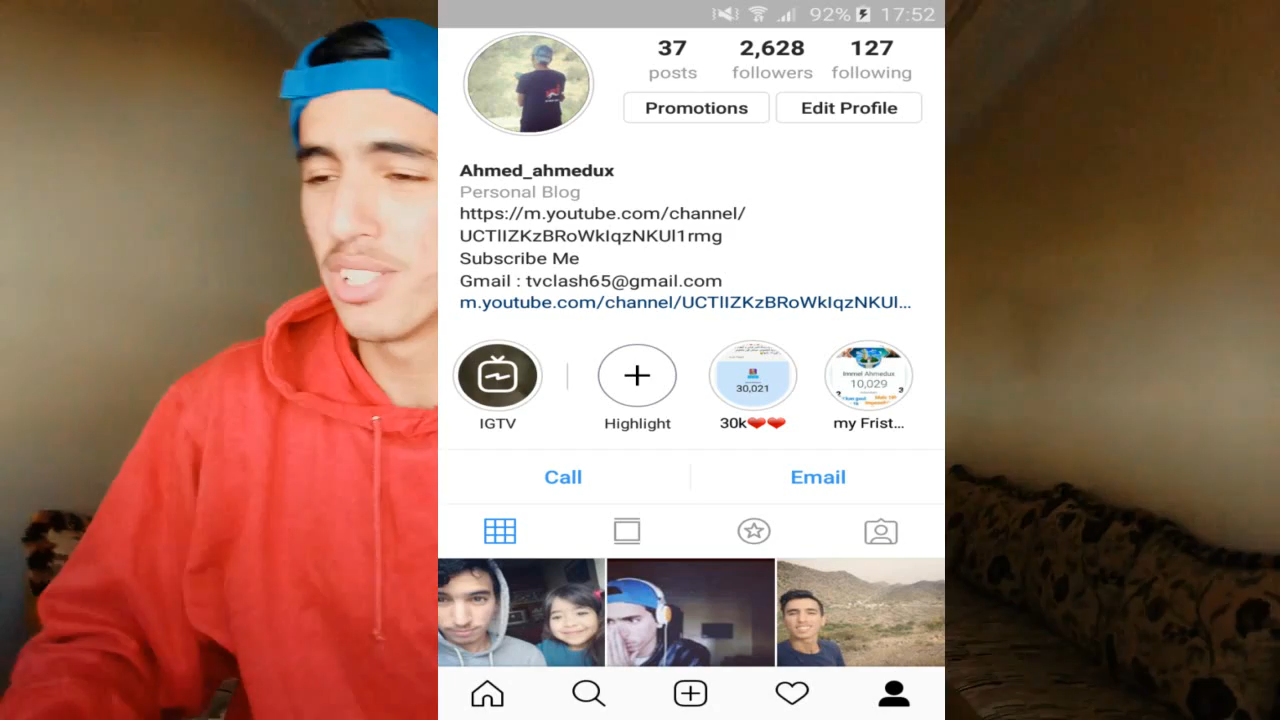 92% 17:52
37 2,628 127
posts followers following
Promotions Edit Profile
Ahmed_ahmedux
Personal Blog
https://m.youtube.com/channel/
UCTlIZKzBRoWkIqzNKUl1rmg
Subscribe Me
Gmail : tvclash65@gmail.com
m.youtube.com/channel/UCTlIZKzBRoWkIqzNKUl...
30,021
Immel Ahmedux
10,029
IGTV Highlight 30k❤❤ my Frist...
Call Email